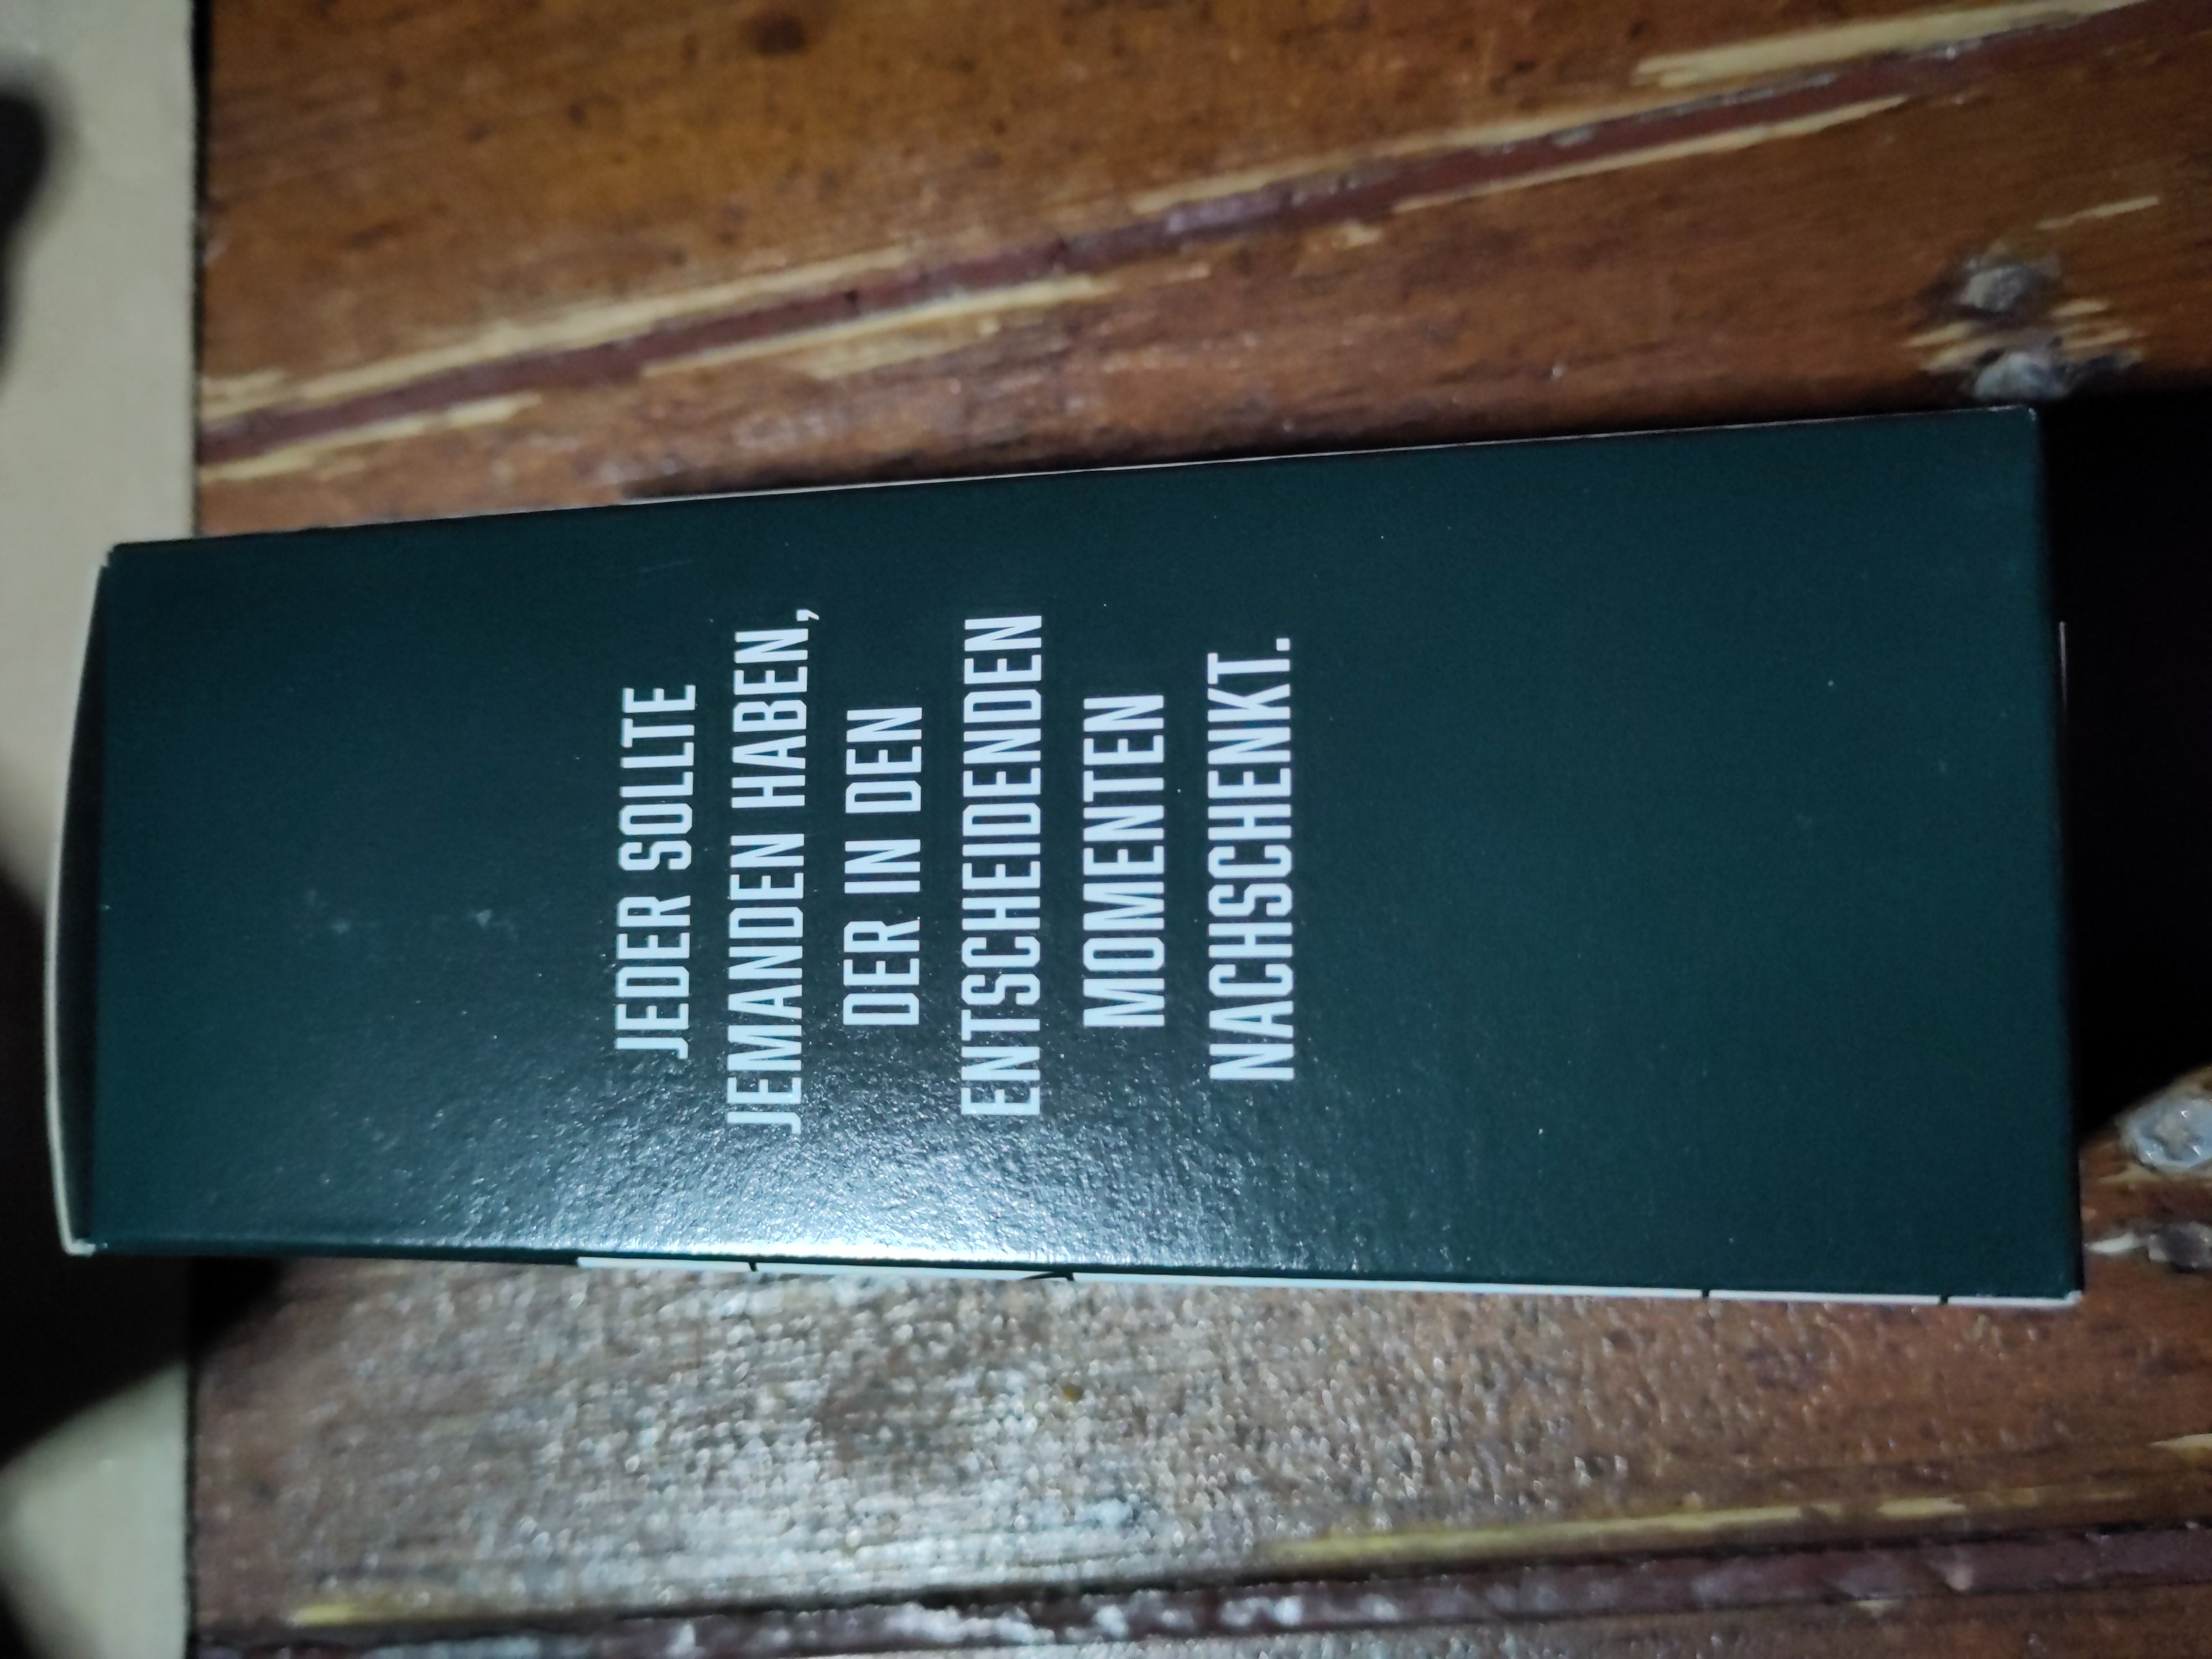 JEDER SOLLTE
JEMANDEN HABEN,
DER IN DEN
ENTSCHEIDENDEN
MOMENTEN
NACHSCHENKT.